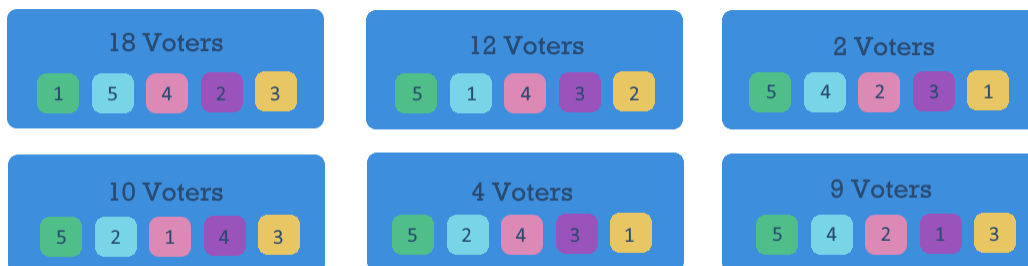 18 Voters
1 5 4 2 3
12 Voters
5 1 4 3 2
2 Voters
5 4 2 3 1
10 Voters
5 2 1 4 3
4 Voters
5 2 4 3 1
9 Voters
5 4 2 1 3